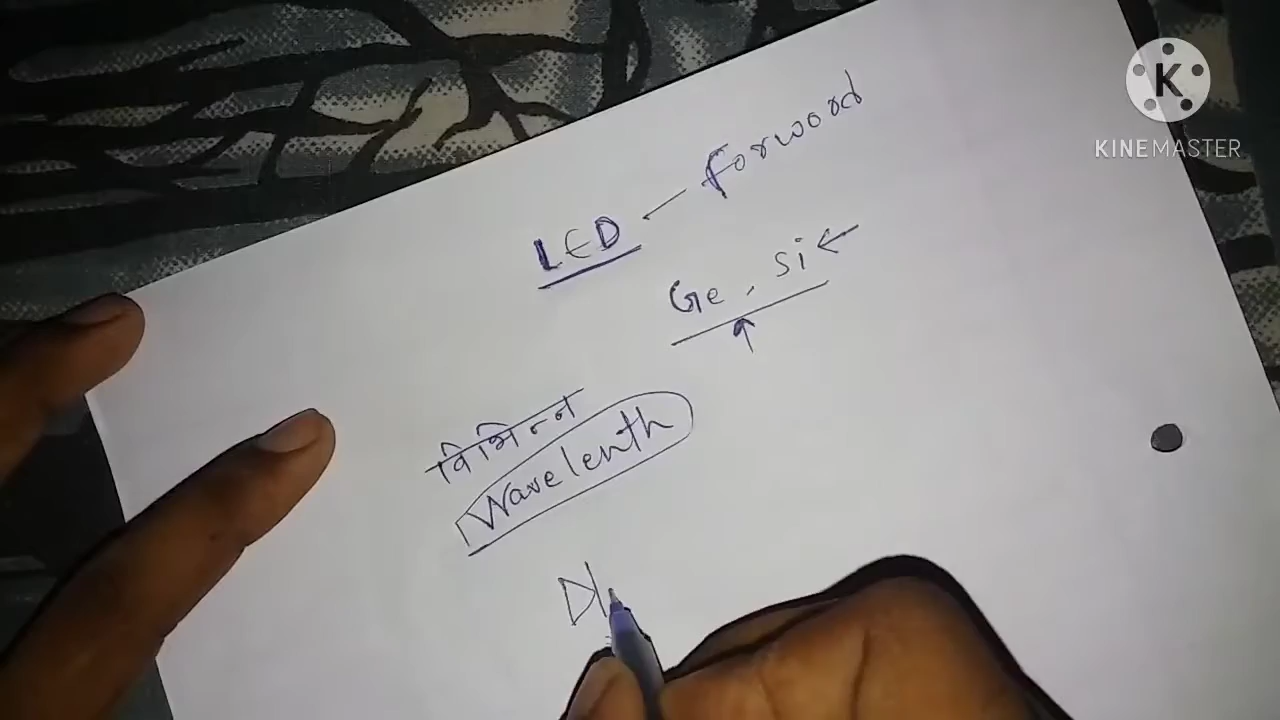 LED — Forword
Ge, Si ←
↑
विभिन्न
Wavelenth
K
KINEMASTER